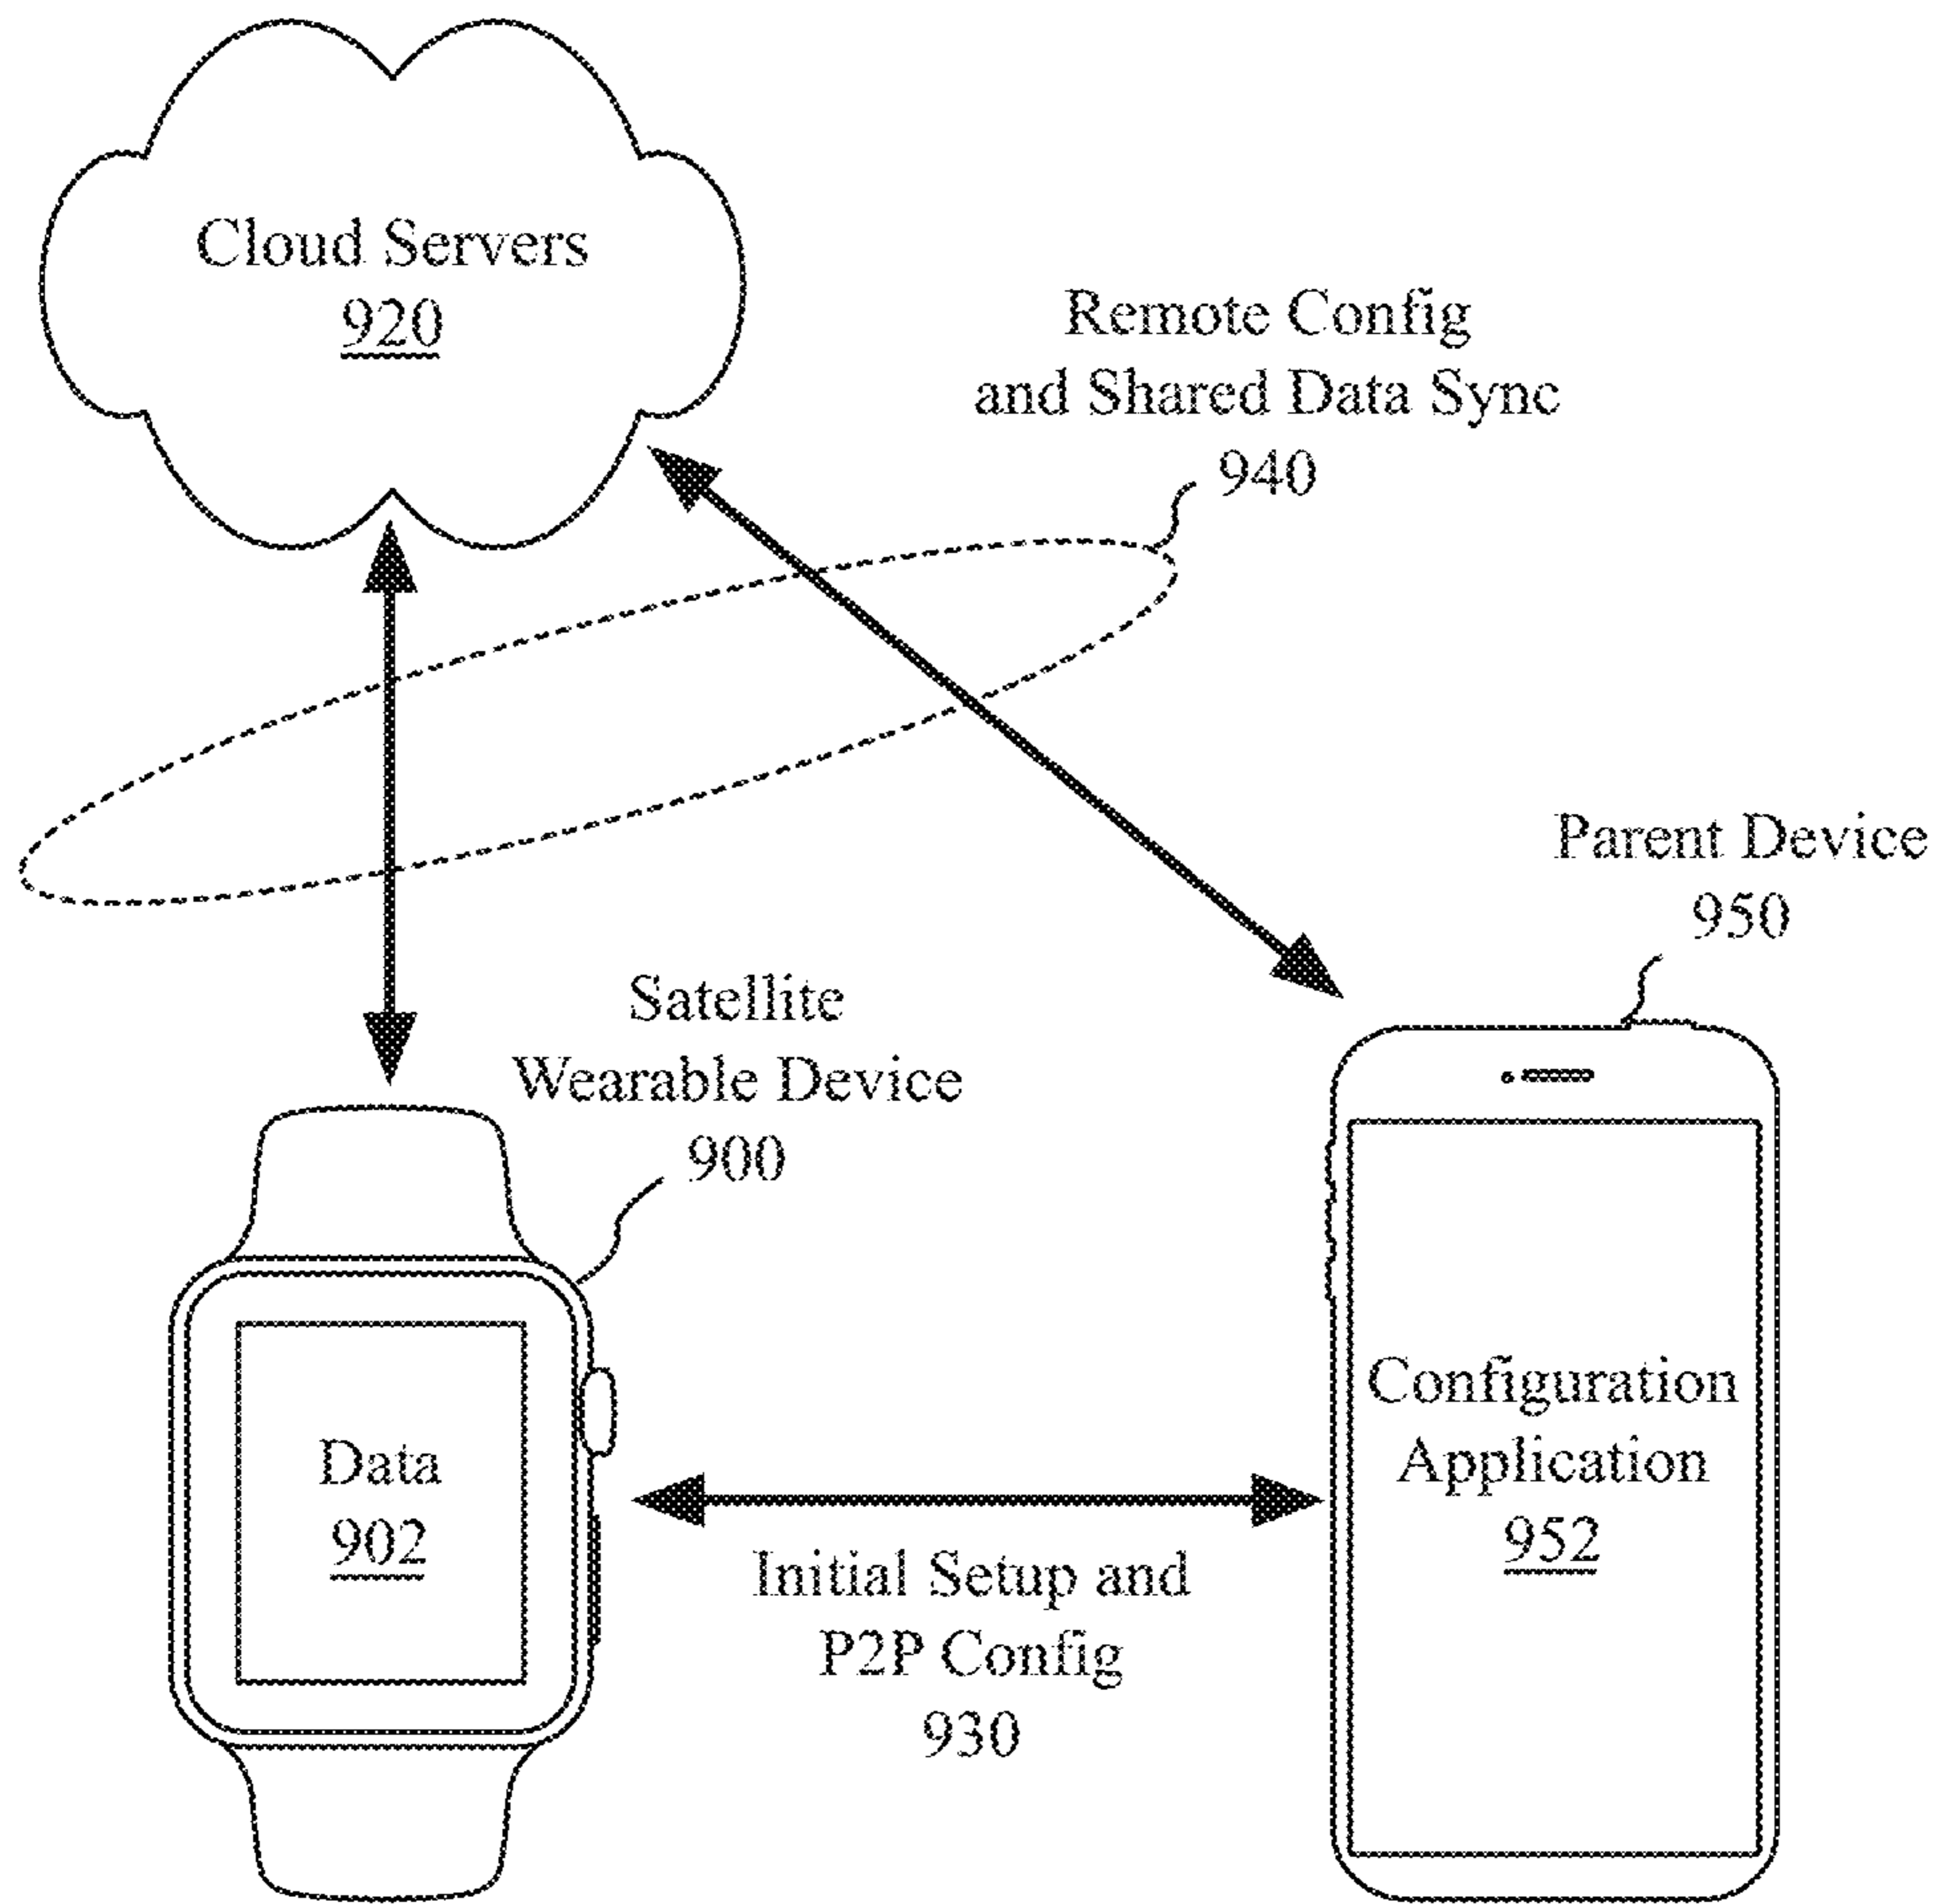 Cloud Servers
920
Remote Config
and Shared Data Sync
940
Parent Device
950
Satellite
Wearable Device
900
Configuration
Application
952
Data
902
Initial Setup and
P2P Config
930